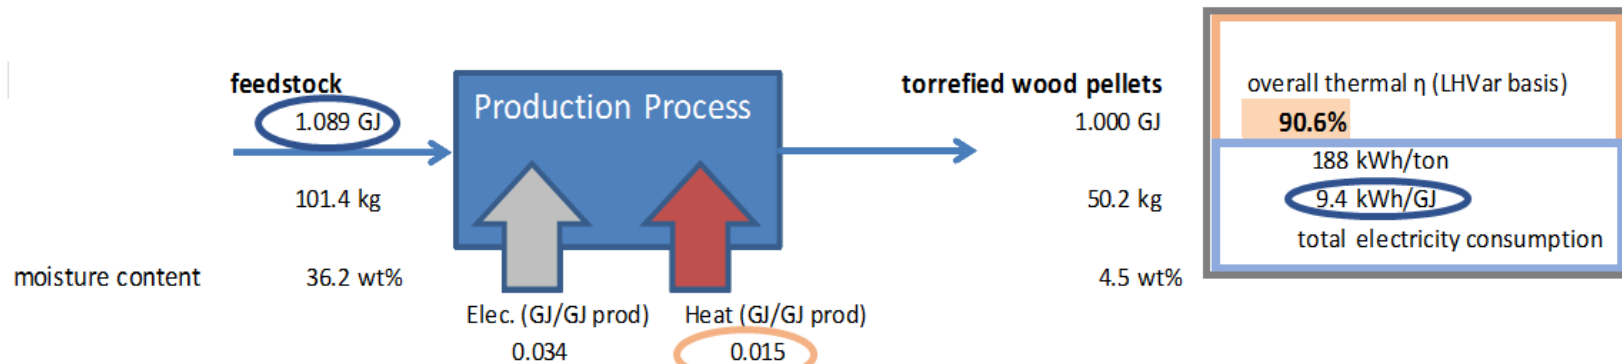 feedstock
1.089 GJ
101.4 kg
moisture content 36.2 wt%
Production Process
Elec. (GJ/GJ prod) Heat (GJ/GJ prod)
0.034 0.015
torrefied wood pellets
1.000 GJ
50.2 kg
4.5 wt%
overall thermal η (LHVar basis)
90.6%
188 kWh/ton
9.4 kWh/GJ
total electricity consumption